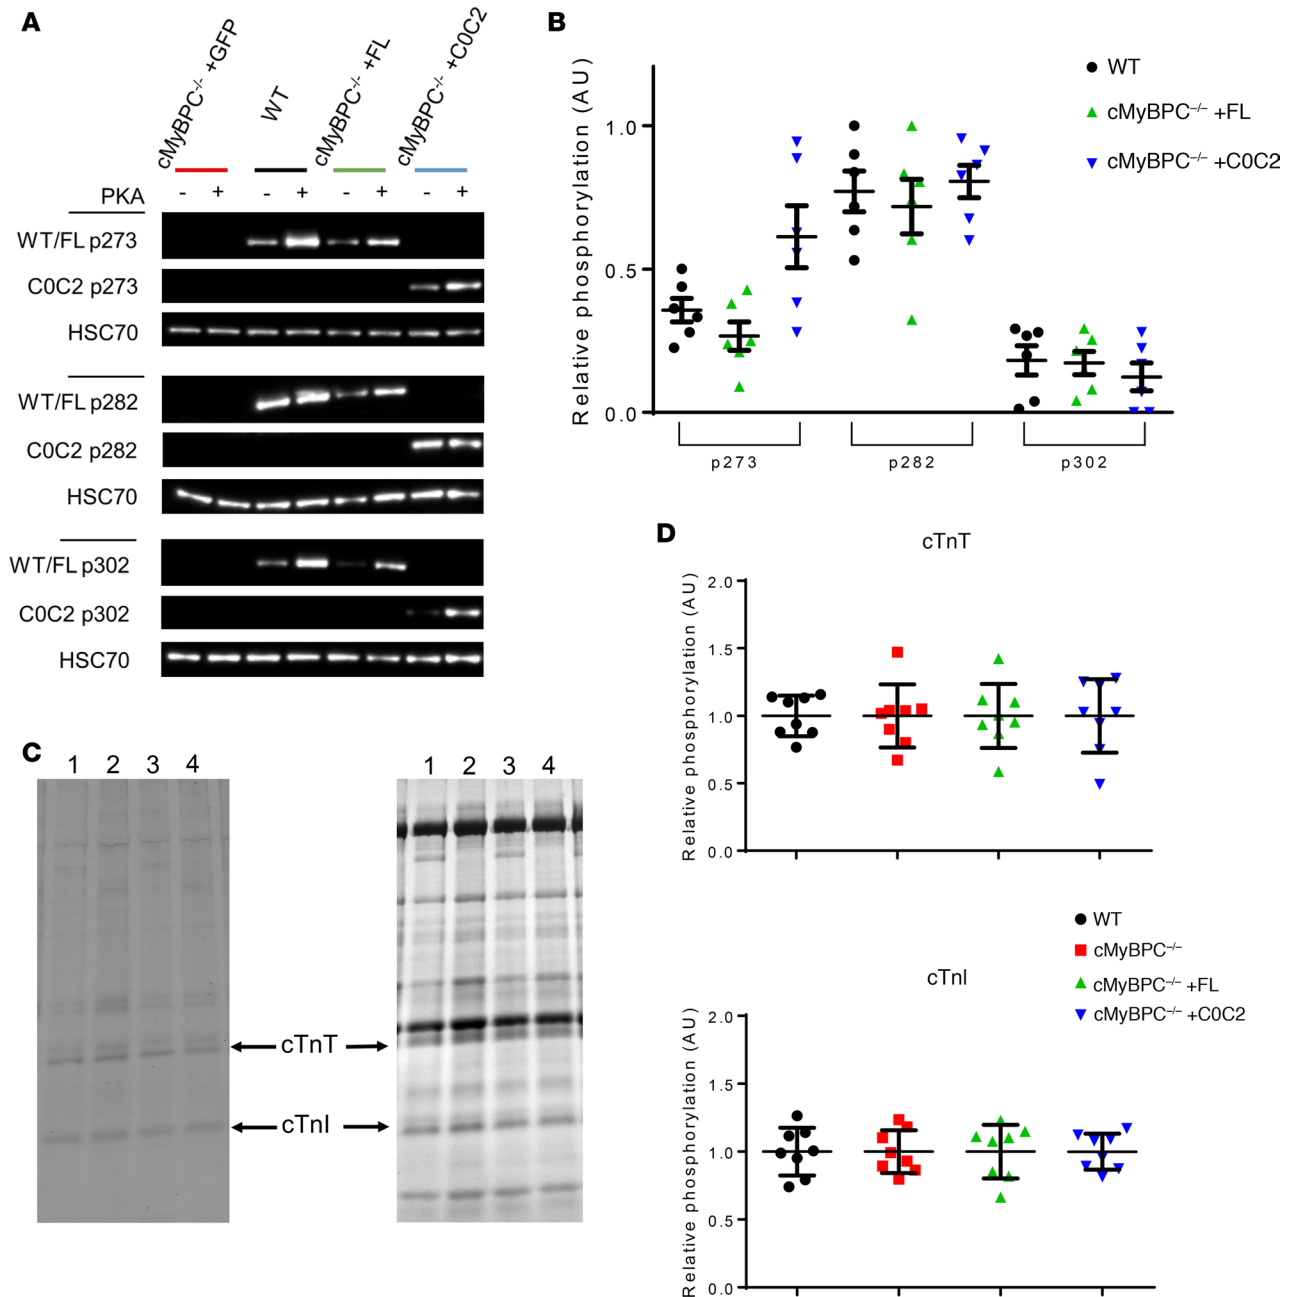 A
cMyBPC⁻/⁻ +GFP
WT
cMyBPC⁻/⁻ +FL
cMyBPC⁻/⁻ +C0C2
PKA - + - + - + - +
WT/FL p273
C0C2 p273
HSC70
WT/FL p282
C0C2 p282
HSC70
WT/FL p302
C0C2 p302
HSC70
B
Relative phosphorylation (AU)
1.0
0.5
0.0
p273 p282 p302
WT
cMyBPC⁻/⁻ +FL
cMyBPC⁻/⁻ +C0C2
C
1 2 3 4
1 2 3 4
cTnT
cTnI
D
cTnT
Relative phosphorylation (AU)
2.0
1.5
1.0
0.5
0.0
WT
cMyBPC⁻/⁻
cMyBPC⁻/⁻ +FL
cMyBPC⁻/⁻ +C0C2
cTnI
Relative phosphorylation (AU)
2.0
1.5
1.0
0.5
0.0